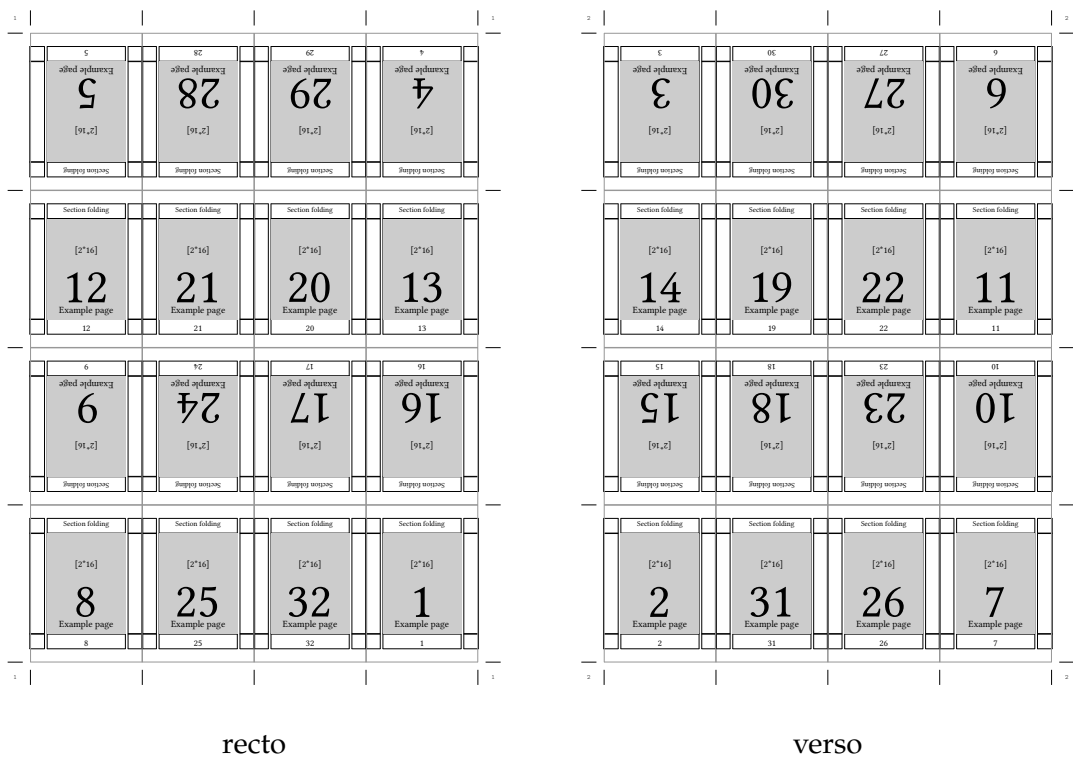 1 1
5 28 29 4
Example page Example page Example page Example page
5 28 29 4
[2*16] [2*16] [2*16] [2*16]
Section folding Section folding Section folding Section folding
Section folding Section folding Section folding Section folding
[2*16] [2*16] [2*16] [2*16]
12 21 20 13
Example page Example page Example page Example page
12 21 20 13
9 24 17 16
Example page Example page Example page Example page
9 24 17 16
[2*16] [2*16] [2*16] [2*16]
Section folding Section folding Section folding Section folding
Section folding Section folding Section folding Section folding
[2*16] [2*16] [2*16] [2*16]
8 25 32 1
Example page Example page Example page Example page
8 25 32 1
1 1
recto
2 2
3 30 27 6
Example page Example page Example page Example page
3 30 27 6
[2*16] [2*16] [2*16] [2*16]
Section folding Section folding Section folding Section folding
Section folding Section folding Section folding Section folding
[2*16] [2*16] [2*16] [2*16]
14 19 22 11
Example page Example page Example page Example page
14 19 22 11
15 18 23 10
Example page Example page Example page Example page
15 18 23 10
[2*16] [2*16] [2*16] [2*16]
Section folding Section folding Section folding Section folding
Section folding Section folding Section folding Section folding
[2*16] [2*16] [2*16] [2*16]
2 31 26 7
Example page Example page Example page Example page
2 31 26 7
2 2
verso